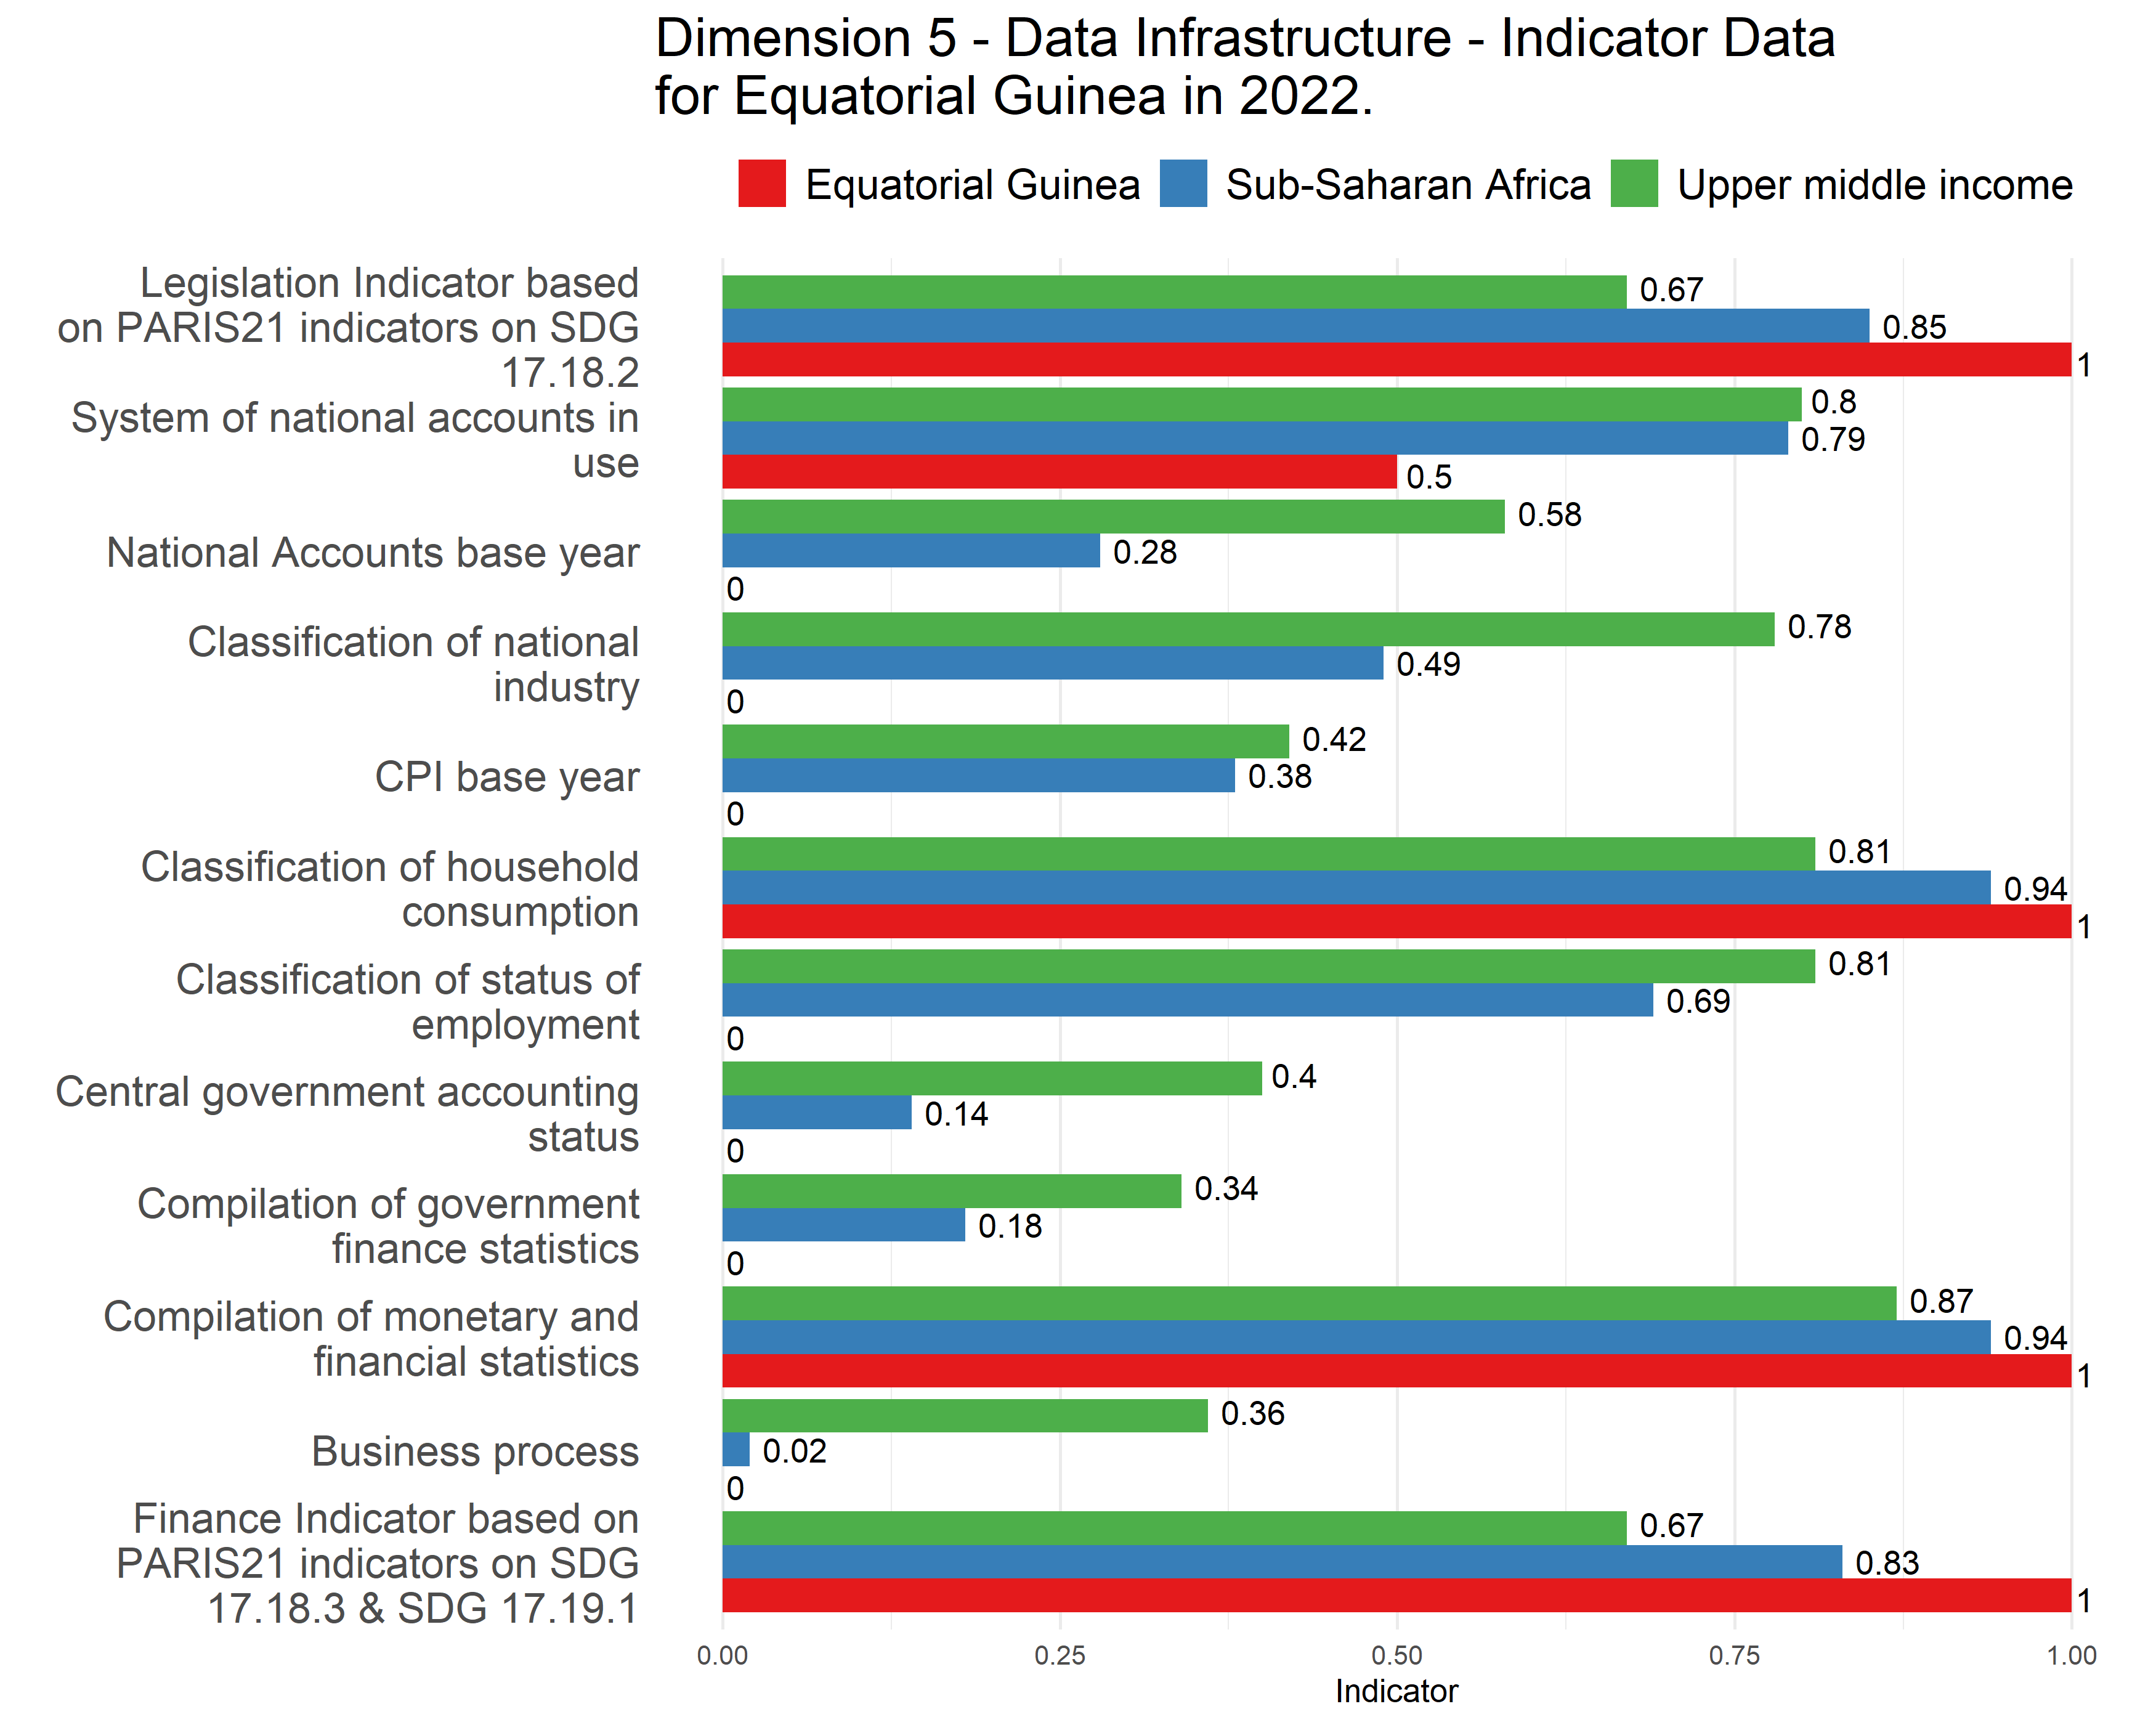 Dimension 5 - Data Infrastructure - Indicator Data
for Equatorial Guinea in 2022.
Equatorial Guinea
Sub-Saharan Africa
Upper middle income
Legislation Indicator based
on PARIS21 indicators on SDG
17.18.2
0.67
0.85
1
System of national accounts in
use
0.8
0.79
0.5
National Accounts base year
0.58
0.28
0
Classification of national
industry
0.78
0.49
0
CPI base year
0.42
0.38
0
Classification of household
consumption
0.81
0.94
1
Classification of status of
employment
0.81
0.69
0
Central government accounting
status
0.4
0.14
0
Compilation of government
finance statistics
0.34
0.18
0
Compilation of monetary and
financial statistics
0.87
0.94
1
Business process
0.36
0.02
0
Finance Indicator based on
PARIS21 indicators on SDG
17.18.3 & SDG 17.19.1
0.67
0.83
1
0.00
0.25
0.50
0.75
1.00
Indicator